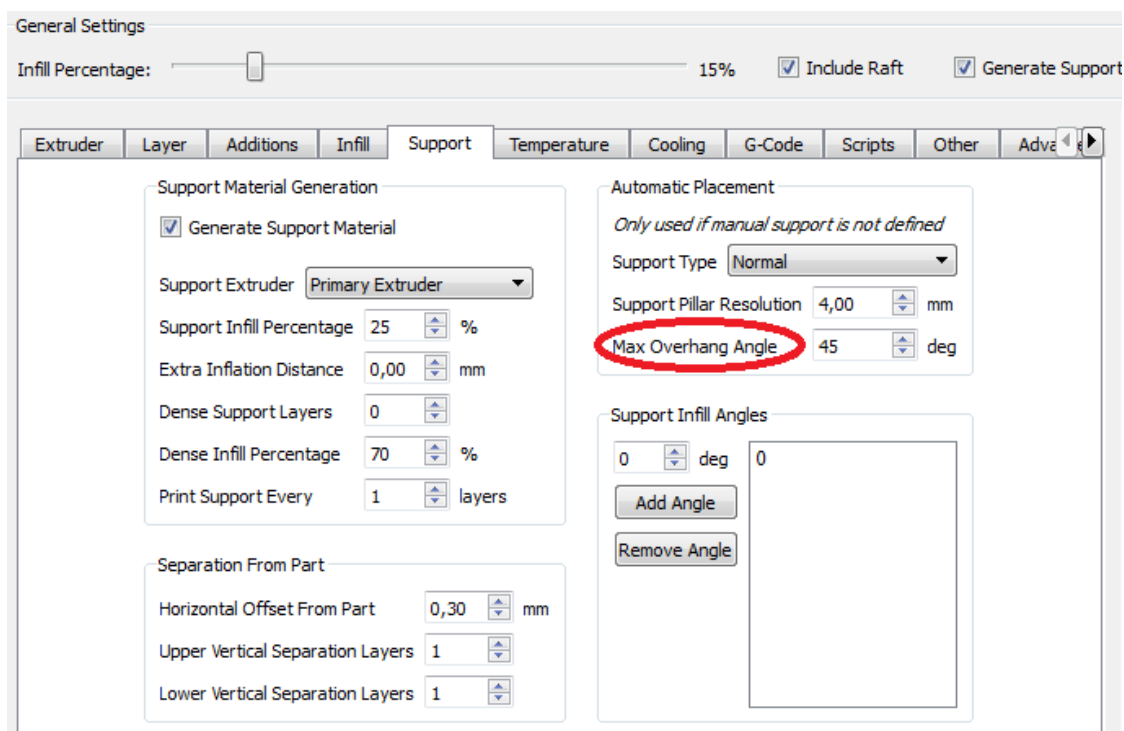 General Settings
Infill Percentage: 15% Include Raft Generate Support
Extruder Layer Additions Infill Support Temperature Cooling G-Code Scripts Other
Support Material Generation
Generate Support Material
Support Extruder Primary Extruder
Support Infill Percentage 25 %
Extra Inflation Distance 0,00 mm
Dense Support Layers 0
Dense Infill Percentage 70 %
Print Support Every 1 layers
Separation From Part
Horizontal Offset From Part 0,30 mm
Upper Vertical Separation Layers 1
Lower Vertical Separation Layers 1
Automatic Placement
Only used if manual support is not defined
Support Type Normal
Support Pillar Resolution 4,00 mm
Max Overhang Angle 45 deg
Support Infill Angles
0 deg 0
Add Angle
Remove Angle